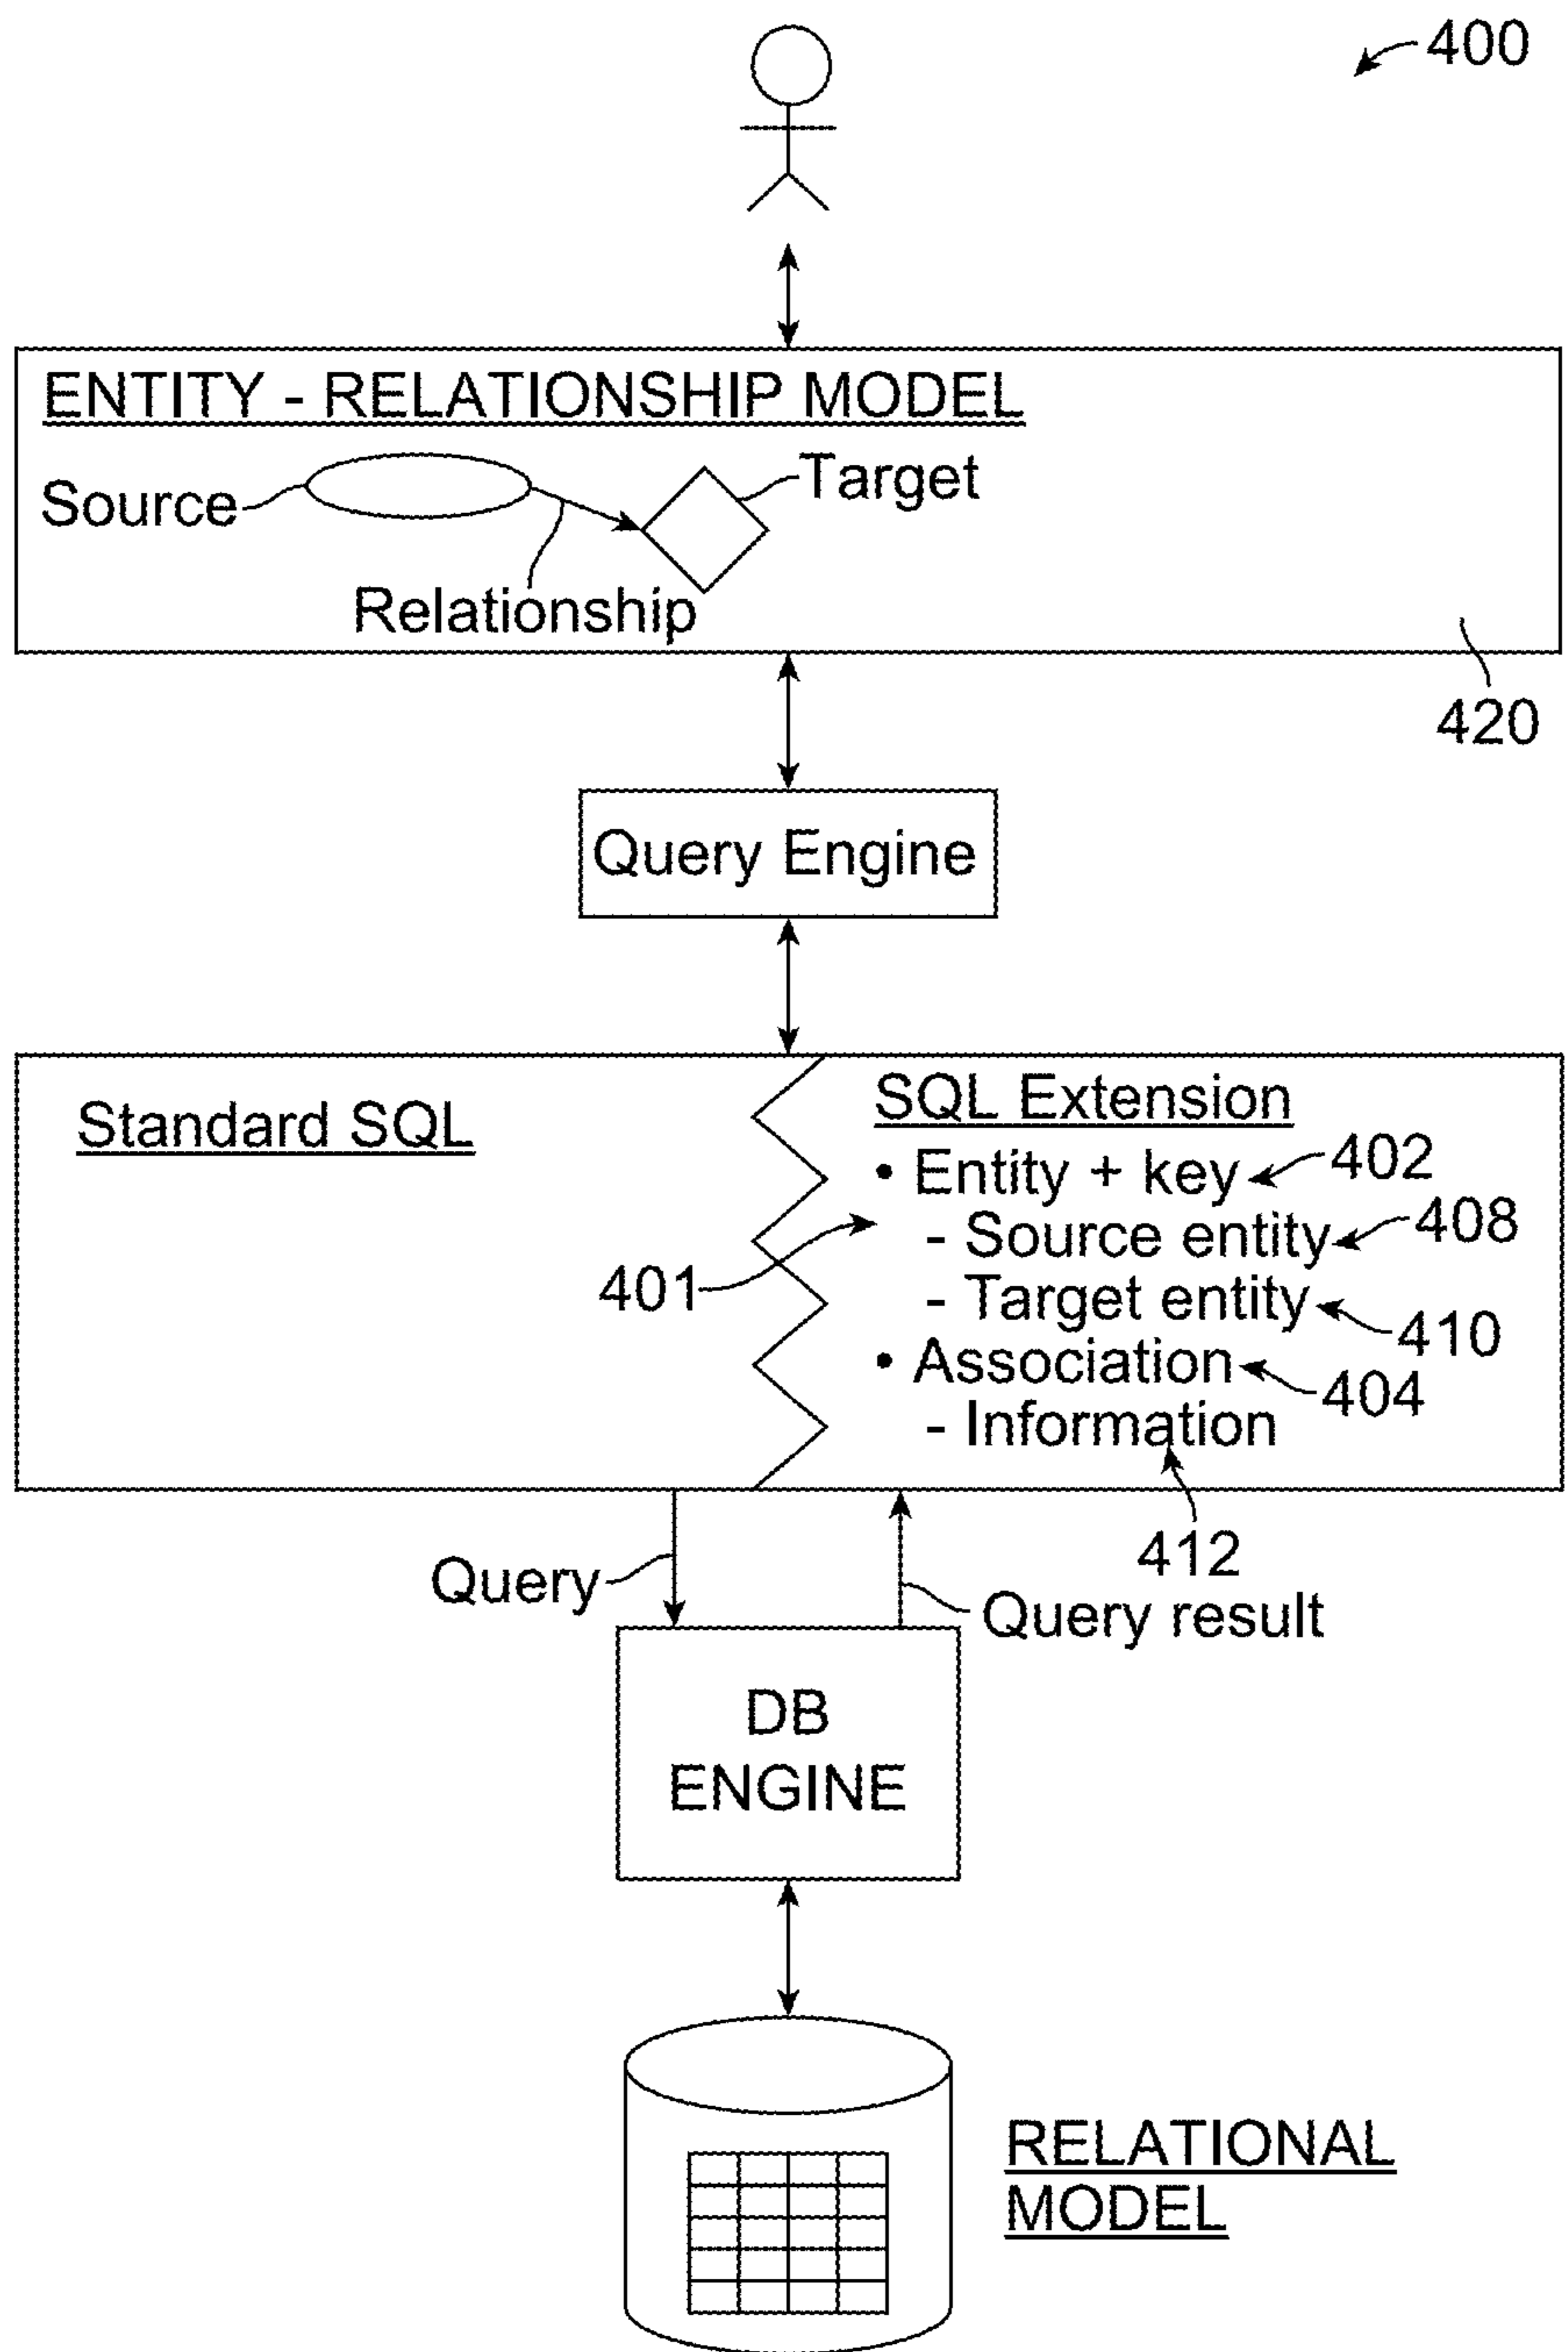 400
ENTITY - RELATIONSHIP MODEL
Source
Target
Relationship
420
Query Engine
Standard SQL
SQL Extension
• Entity + key
402
- Source entity
408
401
- Target entity
410
• Association
404
- Information
412
Query
Query result
DB
ENGINE
RELATIONAL
MODEL